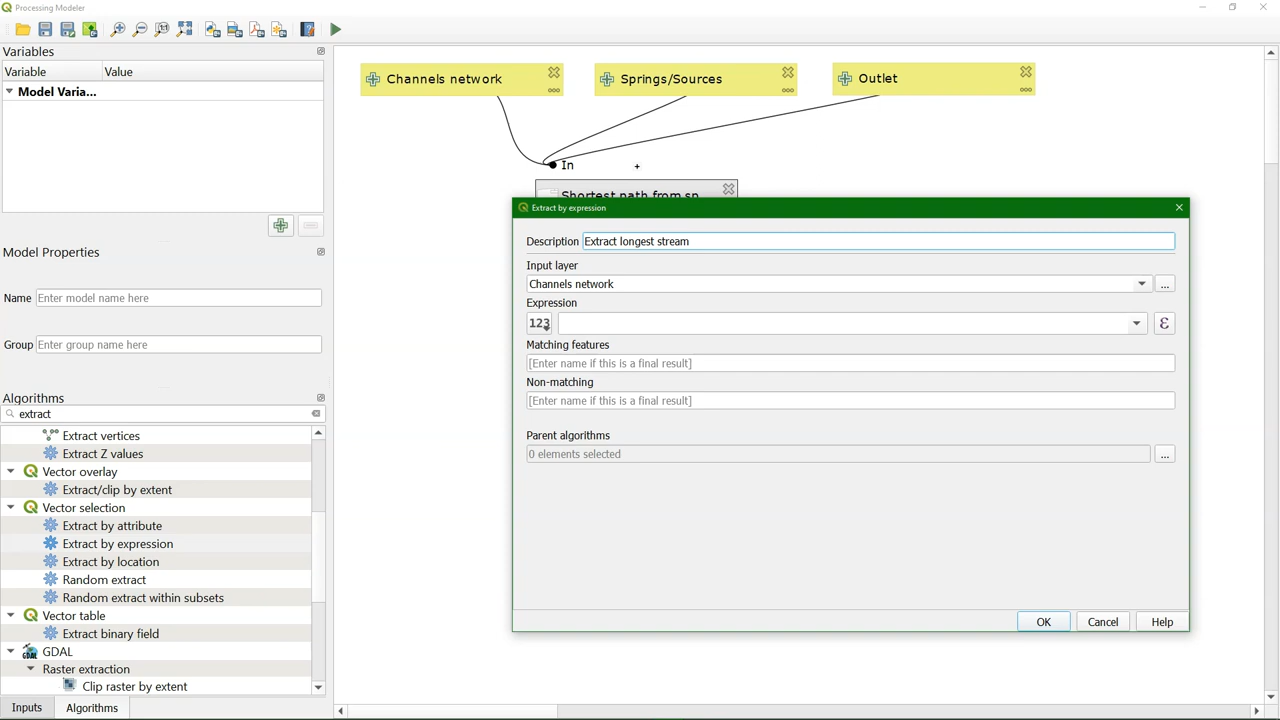 Processing Modeler
Variables
Variable Value
Model Varia...
Model Properties
Name Enter model name here
Group Enter group name here
Algorithms
extract
Extract vertices
Extract Z values
Vector overlay
Extract/clip by extent
Vector selection
Extract by attribute
Extract by expression
Extract by location
Random extract
Random extract within subsets
Vector table
Extract binary field
GDAL
Raster extraction
Clip raster by extent
Inputs Algorithms
Channels network
Springs/Sources
Outlet
In
Shortest path from sp
Extract by expression
Description Extract longest stream
Input layer
Channels network
...
Expression
123
ε
Matching features
[Enter name if this is a final result]
Non-matching
[Enter name if this is a final result]
Parent algorithms
0 elements selected
...
OK Cancel Help